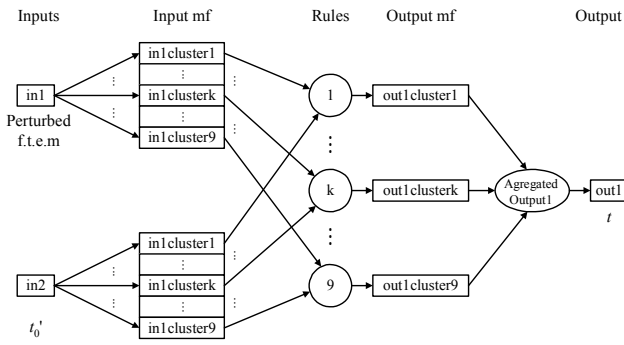 Inputs
Input mf
Rules
Output mf
Output
in1
Perturbed
f.t.e.m
in1cluster1
...
in1clusterk
...
in1cluster9
in2
t0'
in1cluster1
...
in1clusterk
...
in1cluster9
1
...
k
...
9
out1cluster1
out1clusterk
out1cluster9
Agregated
Output1
out1
t